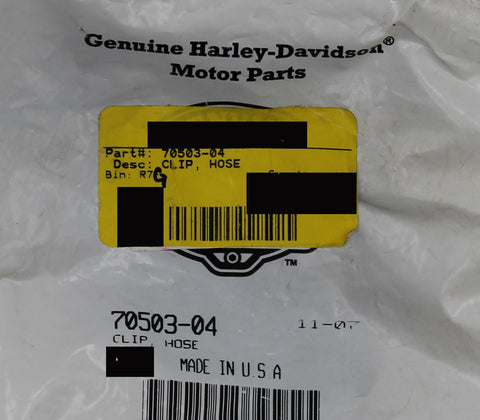 Genuine Harley-Davidson®
Motor Parts
Part#: 70503-04
Desc: CLIP, HOSE
Bin: R7G
TM
70503-04 11-07
CLIP, HOSE
MADE IN U.S.A